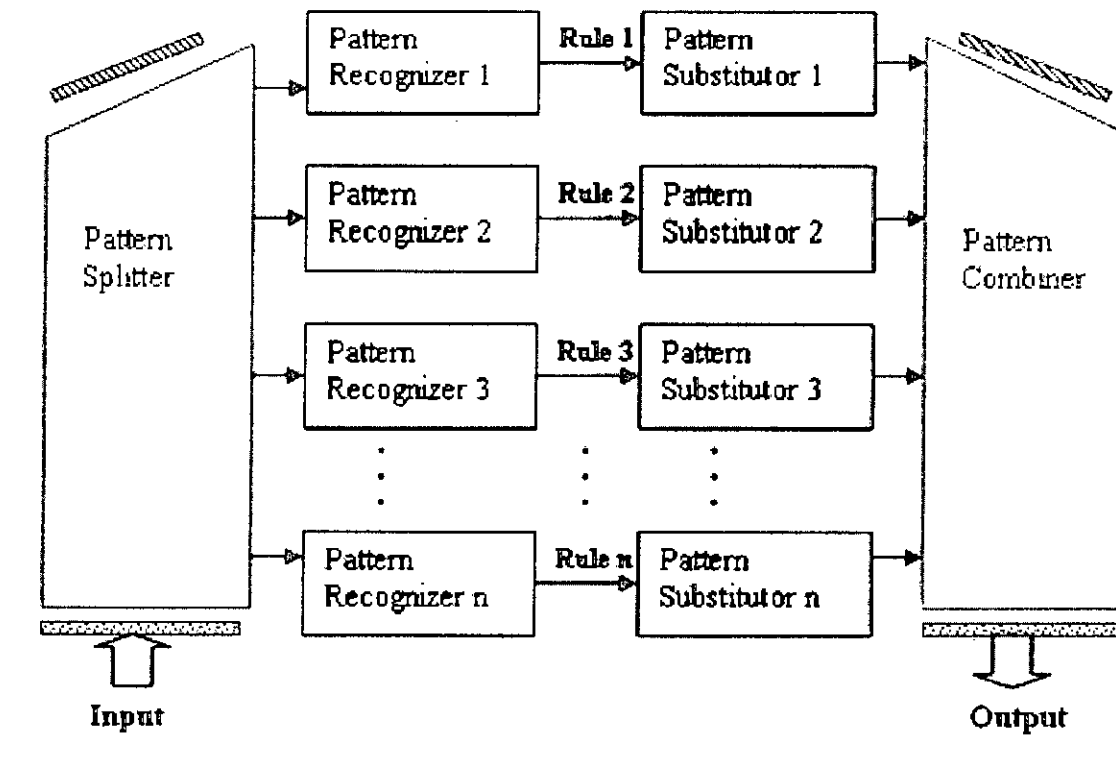 Pattern
Recognizer 1
Rule 1
Pattern
Substitutor 1
Pattern
Recognizer 2
Rule 2
Pattern
Substitutor 2
Pattern
Splitter
Pattern
Combiner
Pattern
Recognizer 3
Rule 3
Pattern
Substitutor 3
Pattern
Recognizer n
Rule n
Pattern
Substitutor n
Input
Output